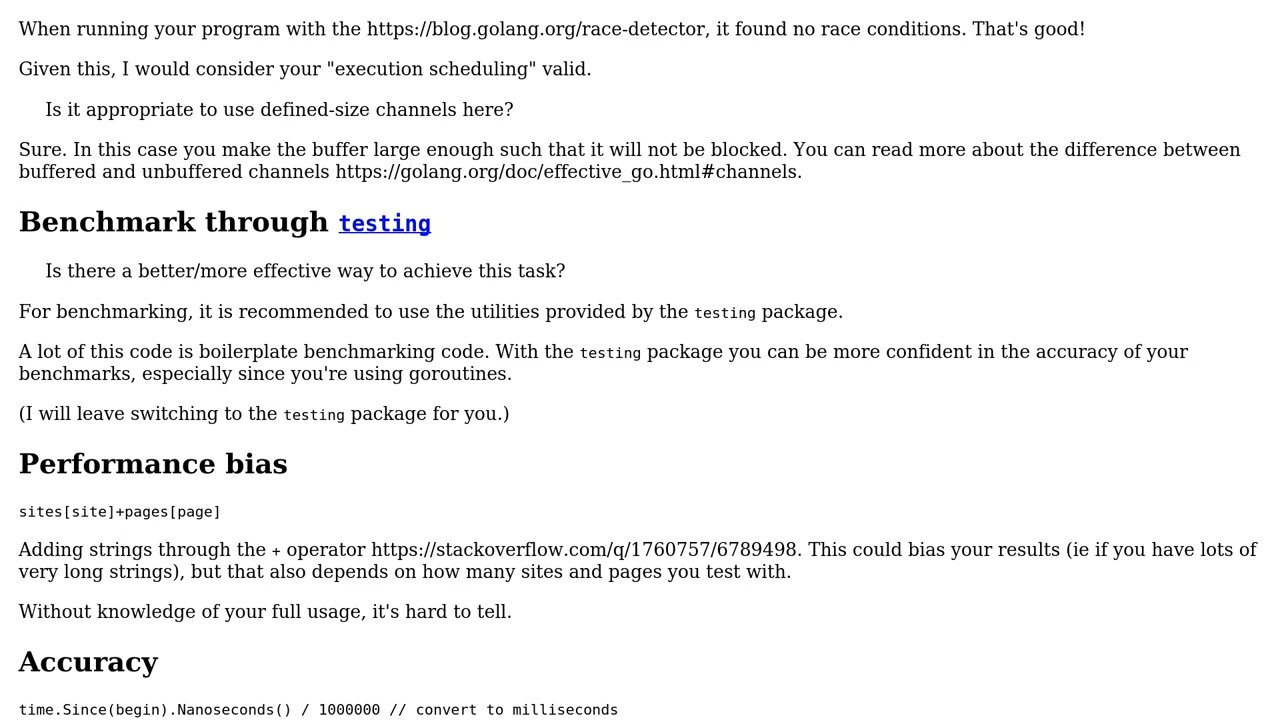 When running your program with the https://blog.golang.org/race-detector, it found no race conditions. That's good!
Given this, I would consider your "execution scheduling" valid.
Is it appropriate to use defined-size channels here?
Sure. In this case you make the buffer large enough such that it will not be blocked. You can read more about the difference between
buffered and unbuffered channels https://golang.org/doc/effective_go.html#channels.
Benchmark through testing
Is there a better/more effective way to achieve this task?
For benchmarking, it is recommended to use the utilities provided by the testing package.
A lot of this code is boilerplate benchmarking code. With the testing package you can be more confident in the accuracy of your
benchmarks, especially since you're using goroutines.
(I will leave switching to the testing package for you.)
Performance bias
sites[site]+pages[page]
Adding strings through the + operator https://stackoverflow.com/q/1760757/6789498. This could bias your results (ie if you have lots of
very long strings), but that also depends on how many sites and pages you test with.
Without knowledge of your full usage, it's hard to tell.
Accuracy
time.Since(begin).Nanoseconds() / 1000000 // convert to milliseconds